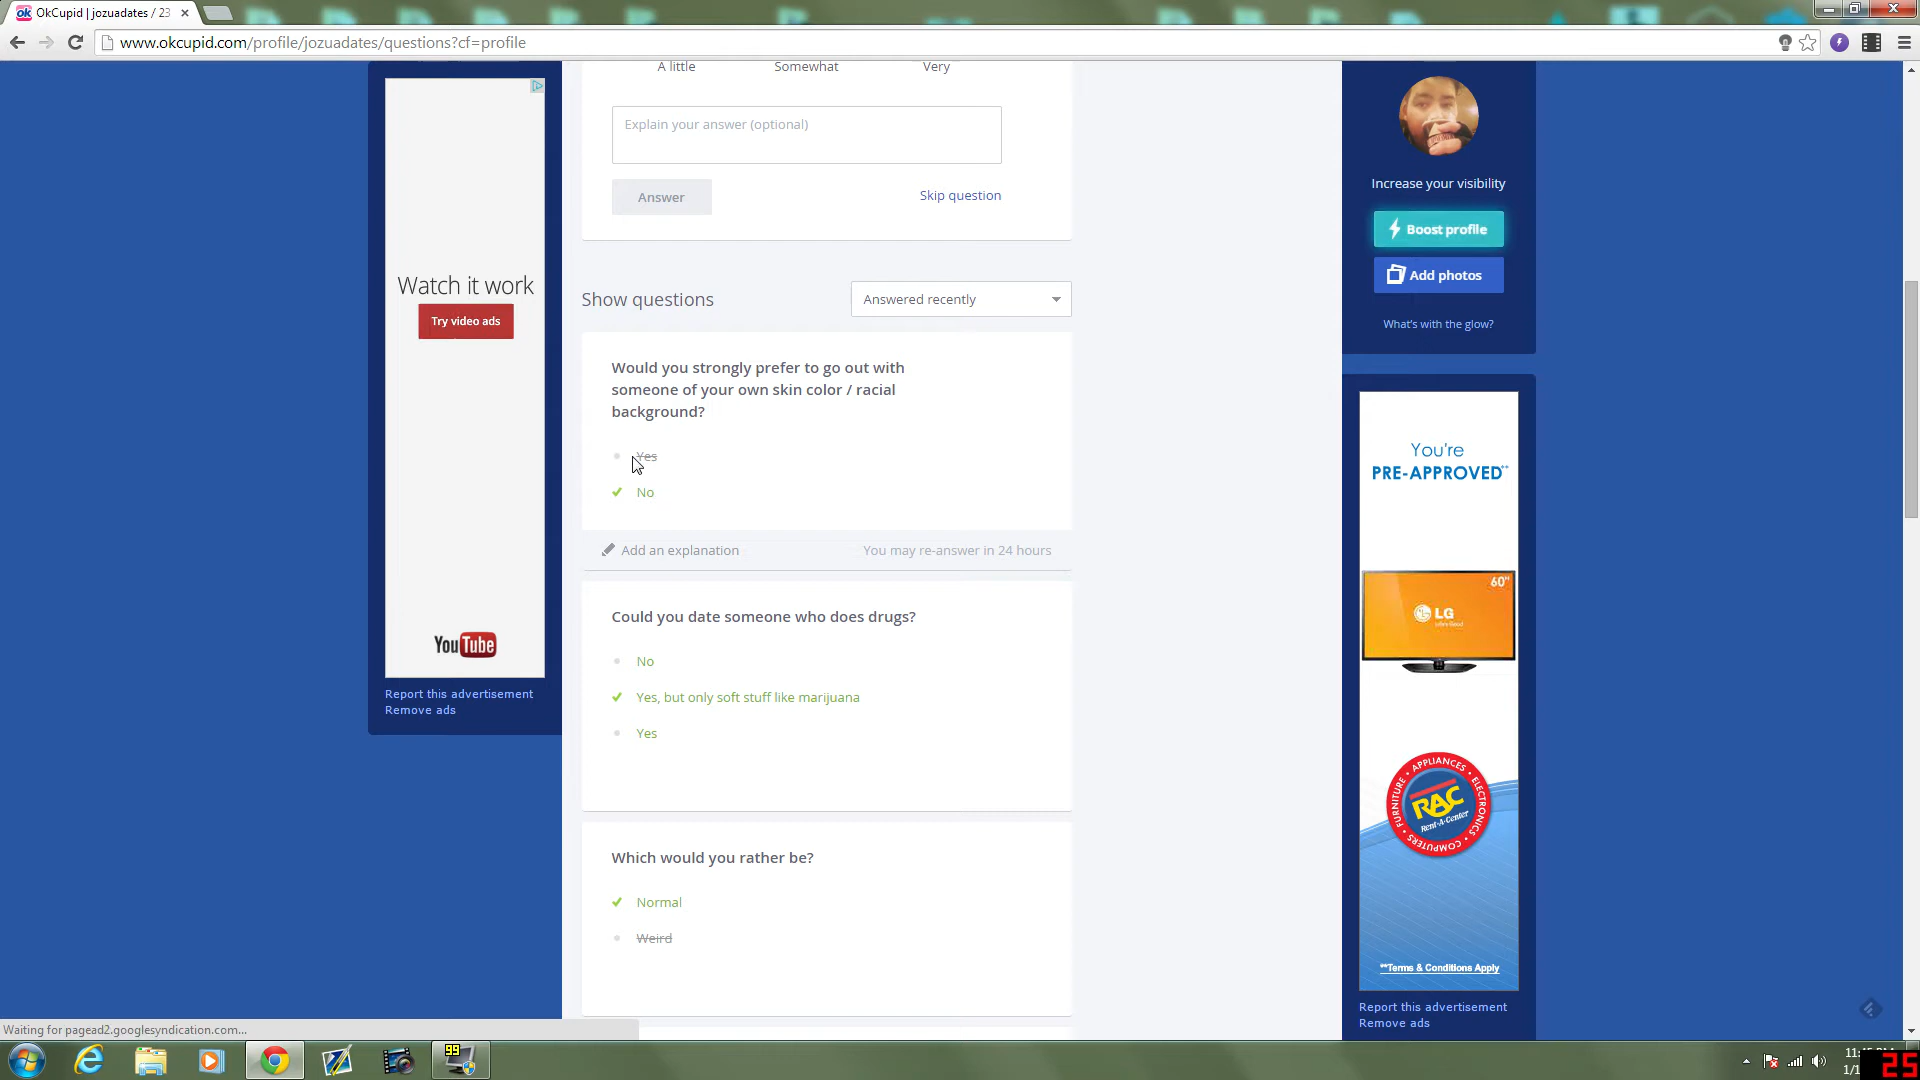 OkCupid | jozuadates / 23
www.okcupid.com/profile/jozuadates/questions?cf=profile
A little
Somewhat
Very
Explain your answer (optional)
Answer
Skip question
Show questions
Answered recently
Would you strongly prefer to go out with
someone of your own skin color / racial
background?
Yes
No
Add an explanation
You may re-answer in 24 hours
Could you date someone who does drugs?
No
Yes, but only soft stuff like marijuana
Yes
Which would you rather be?
Normal
Weird
Watch it work
Try video ads
YouTube
Report this advertisement
Remove ads
Increase your visibility
Boost profile
Add photos
What's with the glow?
You're
PRE-APPROVED**
60"
LG
Life's Good
FURNITURE • APPLIANCES • ELECTRONICS • COMPUTERS
RAC
Rent-A-Center
**Terms & Conditions Apply
Report this advertisement
Remove ads
Waiting for pagead2.googlesyndication.com...
99
25